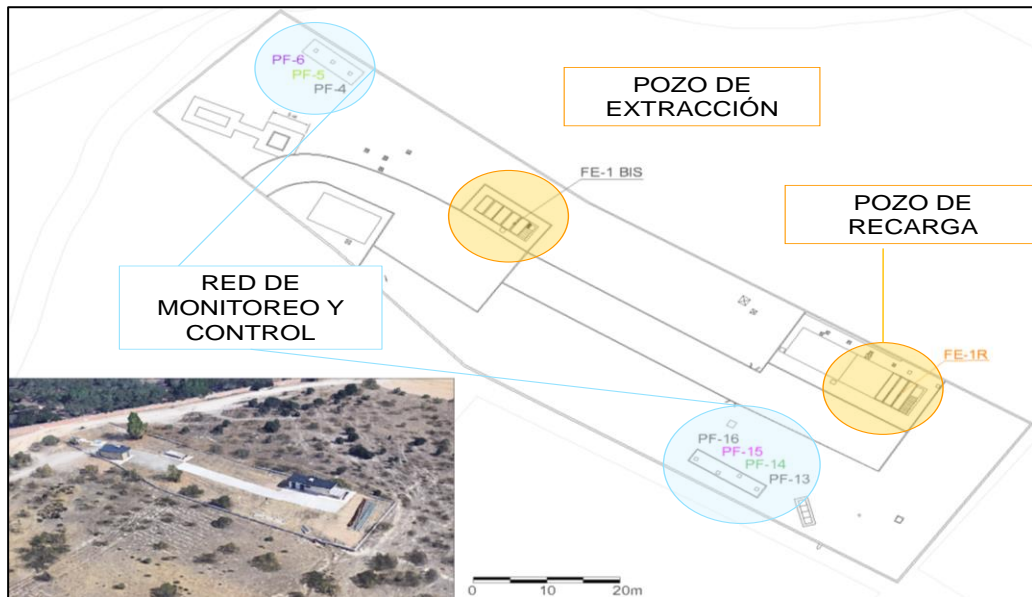 PF-6
PF-5
PF-4
5 m
POZO DE
EXTRACCIÓN
FE-1 BIS
POZO DE
RECARGA
RED DE
MONITOREO Y
CONTROL
FE-1R
PF-16
PF-15
PF-14
PF-13
0 10 20m